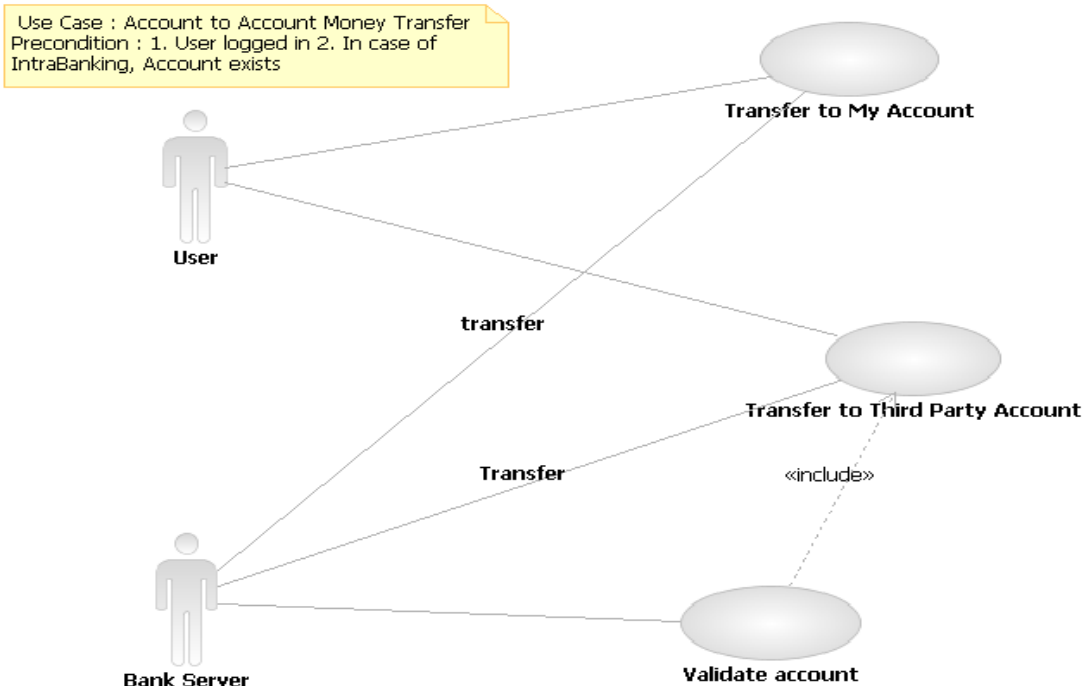 Use Case : Account to Account Money Transfer
Precondition : 1. User logged in 2. In case of
IntraBanking, Account exists
Transfer to My Account
User
transfer
Transfer to Third Party Account
Transfer
«include»
Validate account
Bank Server